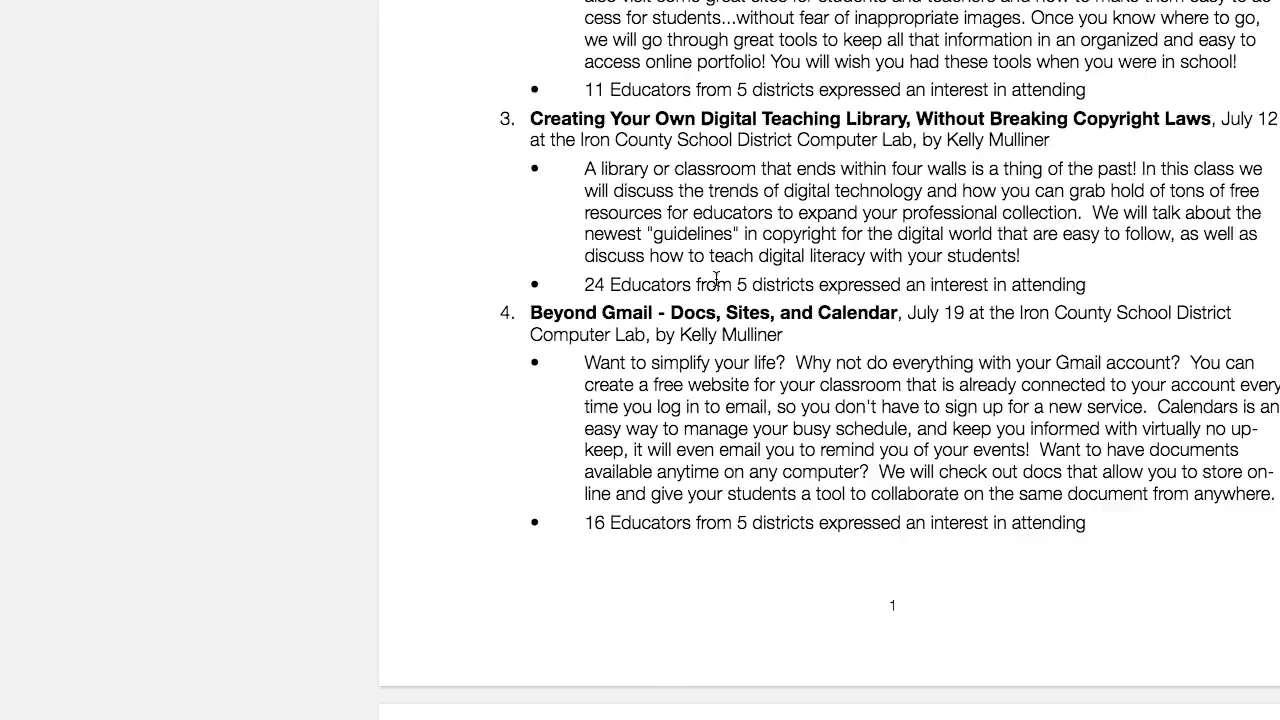 cess for students...without fear of inappropriate images. Once you know where to go,
we will go through great tools to keep all that information in an organized and easy to
access online portfolio! You will wish you had these tools when you were in school!
• 11 Educators from 5 districts expressed an interest in attending
3. Creating Your Own Digital Teaching Library, Without Breaking Copyright Laws, July 12
at the Iron County School District Computer Lab, by Kelly Mulliner
• A library or classroom that ends within four walls is a thing of the past! In this class we
will discuss the trends of digital technology and how you can grab hold of tons of free
resources for educators to expand your professional collection.  We will talk about the
newest "guidelines" in copyright for the digital world that are easy to follow, as well as
discuss how to teach digital literacy with your students!
• 24 Educators from 5 districts expressed an interest in attending
4. Beyond Gmail - Docs, Sites, and Calendar, July 19 at the Iron County School District
Computer Lab, by Kelly Mulliner
• Want to simplify your life?  Why not do everything with your Gmail account?  You can
create a free website for your classroom that is already connected to your account every
time you log in to email, so you don't have to sign up for a new service.  Calendars is an
easy way to manage your busy schedule, and keep you informed with virtually no up-
keep, it will even email you to remind you of your events!  Want to have documents
available anytime on any computer?  We will check out docs that allow you to store on-
line and give your students a tool to collaborate on the same document from anywhere.
• 16 Educators from 5 districts expressed an interest in attending
1